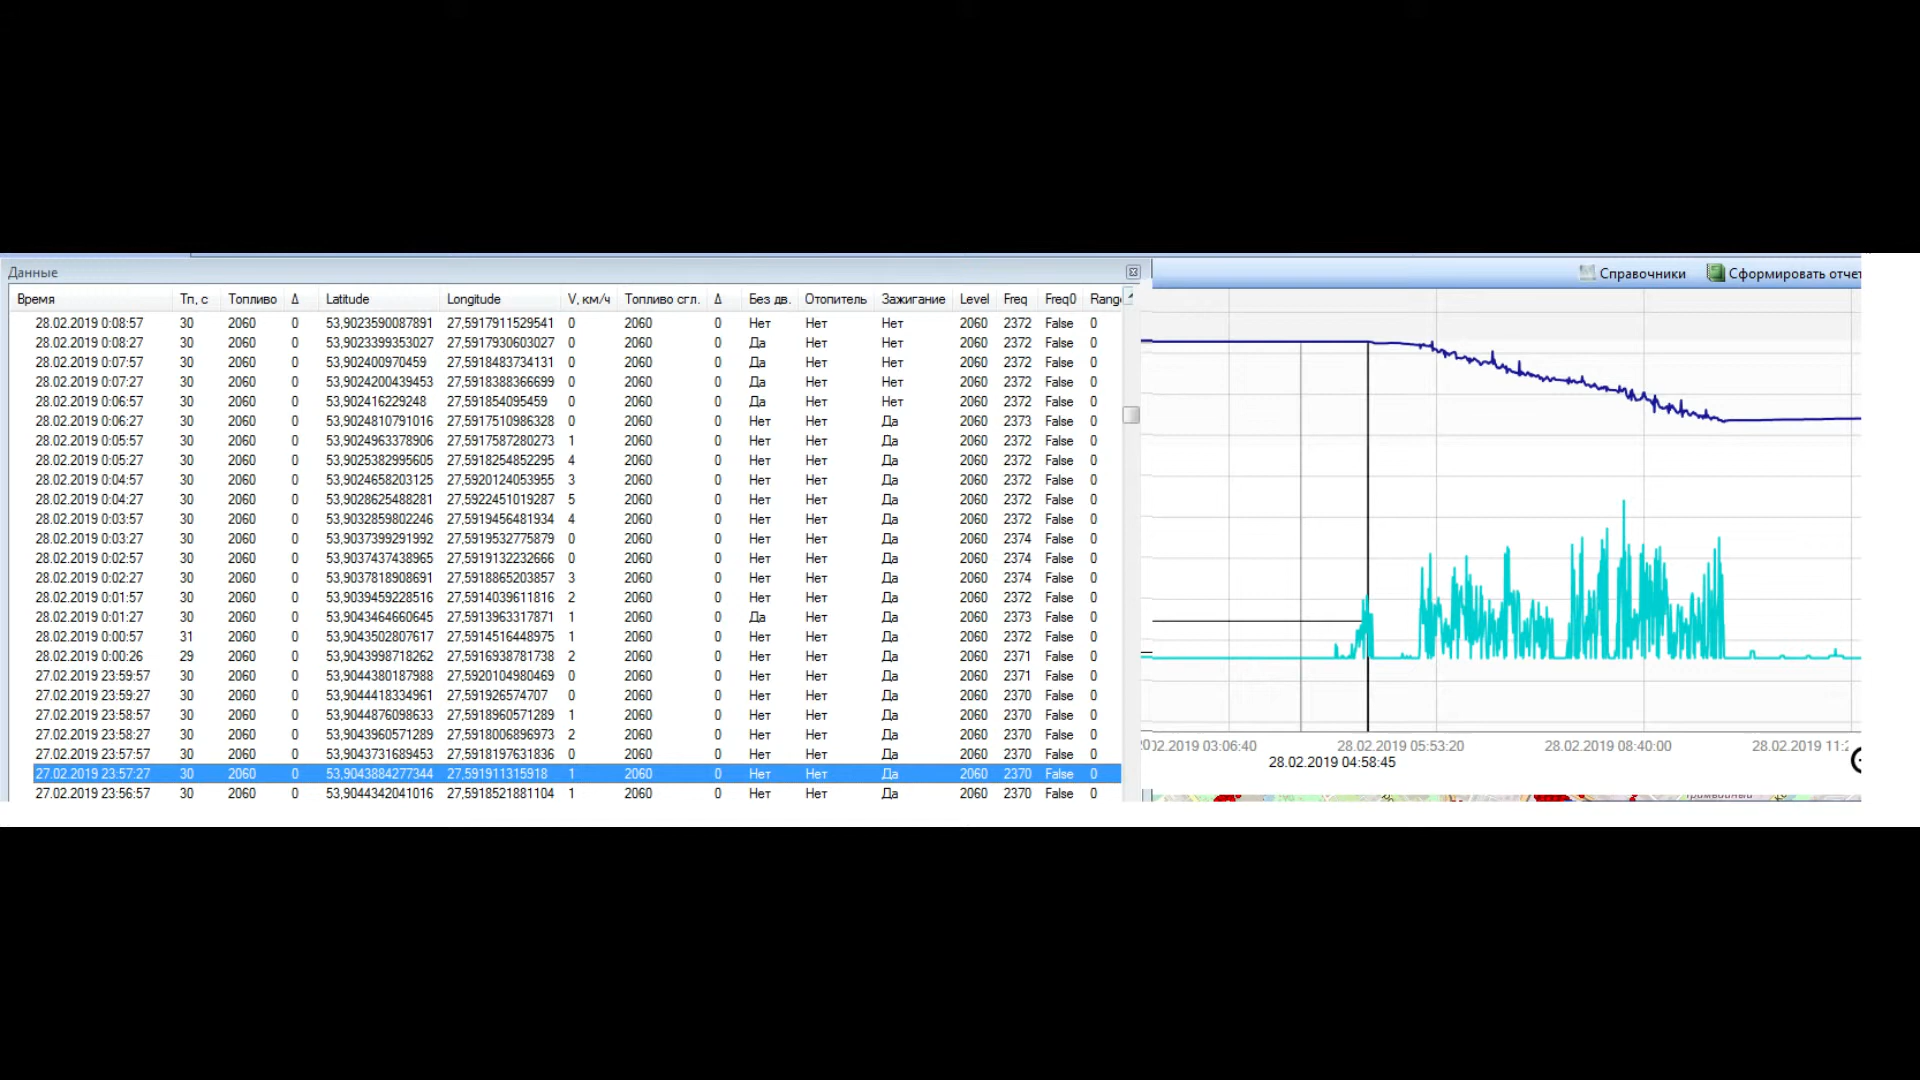 Данные
Справочники
Сформировать отчет
Время Тп, с Топливо Δ Latitude Longitude V, км/ч Топливо сгл. Δ Без дв. Отопитель Зажигание Level Freq Freq0 Range
28.02.2019 0:08:57 30 2060 0 53,9023590087891 27,5917911529541 0 2060 0 Нет Нет Нет 2060 2372 False 0
28.02.2019 0:08:27 30 2060 0 53,9023399353027 27,5917930603027 0 2060 0 Да Нет Нет 2060 2372 False 0
28.02.2019 0:07:57 30 2060 0 53,902400970459 27,5918483734131 0 2060 0 Да Нет Нет 2060 2372 False 0
28.02.2019 0:07:27 30 2060 0 53,9024200439453 27,5918388366699 0 2060 0 Да Нет Нет 2060 2372 False 0
28.02.2019 0:06:57 30 2060 0 53,902416229248 27,591854095459 0 2060 0 Да Нет Нет 2060 2372 False 0
28.02.2019 0:06:27 30 2060 0 53,9024810791016 27,5917510986328 0 2060 0 Нет Нет Да 2060 2373 False 0
28.02.2019 0:05:57 30 2060 0 53,9024963378906 27,5917587280273 1 2060 0 Нет Нет Да 2060 2372 False 0
28.02.2019 0:05:27 30 2060 0 53,9025382995605 27,5918254852295 4 2060 0 Нет Нет Да 2060 2372 False 0
28.02.2019 0:04:57 30 2060 0 53,9024658203125 27,5920124053955 3 2060 0 Нет Нет Да 2060 2372 False 0
28.02.2019 0:04:27 30 2060 0 53,9028625488281 27,5922451019287 5 2060 0 Нет Нет Да 2060 2372 False 0
28.02.2019 0:03:57 30 2060 0 53,9032859802246 27,5919456481934 4 2060 0 Нет Нет Да 2060 2372 False 0
28.02.2019 0:03:27 30 2060 0 53,9037399291992 27,5919532775879 0 2060 0 Нет Нет Да 2060 2374 False 0
28.02.2019 0:02:57 30 2060 0 53,9037437438965 27,5919132232666 0 2060 0 Нет Нет Да 2060 2374 False 0
28.02.2019 0:02:27 30 2060 0 53,9037818908691 27,5918865203857 3 2060 0 Нет Нет Да 2060 2374 False 0
28.02.2019 0:01:57 30 2060 0 53,9039459228516 27,5914039611816 2 2060 0 Нет Нет Да 2060 2372 False 0
28.02.2019 0:01:27 30 2060 0 53,9043464660645 27,5913963317871 1 2060 0 Да Нет Да 2060 2373 False 0
28.02.2019 0:00:57 31 2060 0 53,9043502807617 27,5914516448975 1 2060 0 Нет Нет Да 2060 2372 False 0
28.02.2019 0:00:26 29 2060 0 53,9043998718262 27,5916938781738 2 2060 0 Нет Нет Да 2060 2371 False 0
27.02.2019 23:59:57 30 2060 0 53,9044380187988 27,5920104980469 0 2060 0 Нет Нет Да 2060 2371 False 0
27.02.2019 23:59:27 30 2060 0 53,9044418334961 27,591926574707 0 2060 0 Нет Нет Да 2060 2370 False 0
27.02.2019 23:58:57 30 2060 0 53,9044876098633 27,5918960571289 1 2060 0 Нет Нет Да 2060 2370 False 0
27.02.2019 23:58:27 30 2060 0 53,9043960571289 27,5918006896973 2 2060 0 Нет Нет Да 2060 2370 False 0
27.02.2019 23:57:57 30 2060 0 53,9043731689453 27,5918197631836 0 2060 0 Нет Нет Да 2060 2370 False 0
27.02.2019 23:57:27 30 2060 0 53,9043884277344 27,591911315918 1 2060 0 Нет Нет Да 2060 2370 False 0
27.02.2019 23:56:57 30 2060 0 53,9044342041016 27,5918521881104 1 2060 0 Нет Нет Да 2060 2370 False 0
02.2019 03:06:40 28.02.2019 05:53:20 28.02.2019 08:40:00 28.02.2019 11:2
28.02.2019 04:58:45